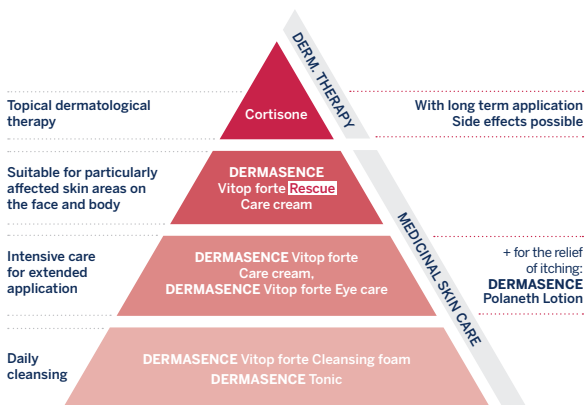 DERM. THERAPY
Topical dermatological
therapy
Cortisone
With long term application
Side effects possible
Suitable for particularly
affected skin areas on
the face and body
DERMASENCE
Vitop forte Rescue
Care cream
MEDICINAL SKIN CARE
Intensive care
for extended
application
DERMASENCE Vitop forte
Care cream,
DERMASENCE Vitop forte Eye care
+ for the relief
of itching:
DERMASENCE
Polaneth Lotion
Daily
cleansing
DERMASENCE Vitop forte Cleansing foam
DERMASENCE Tonic